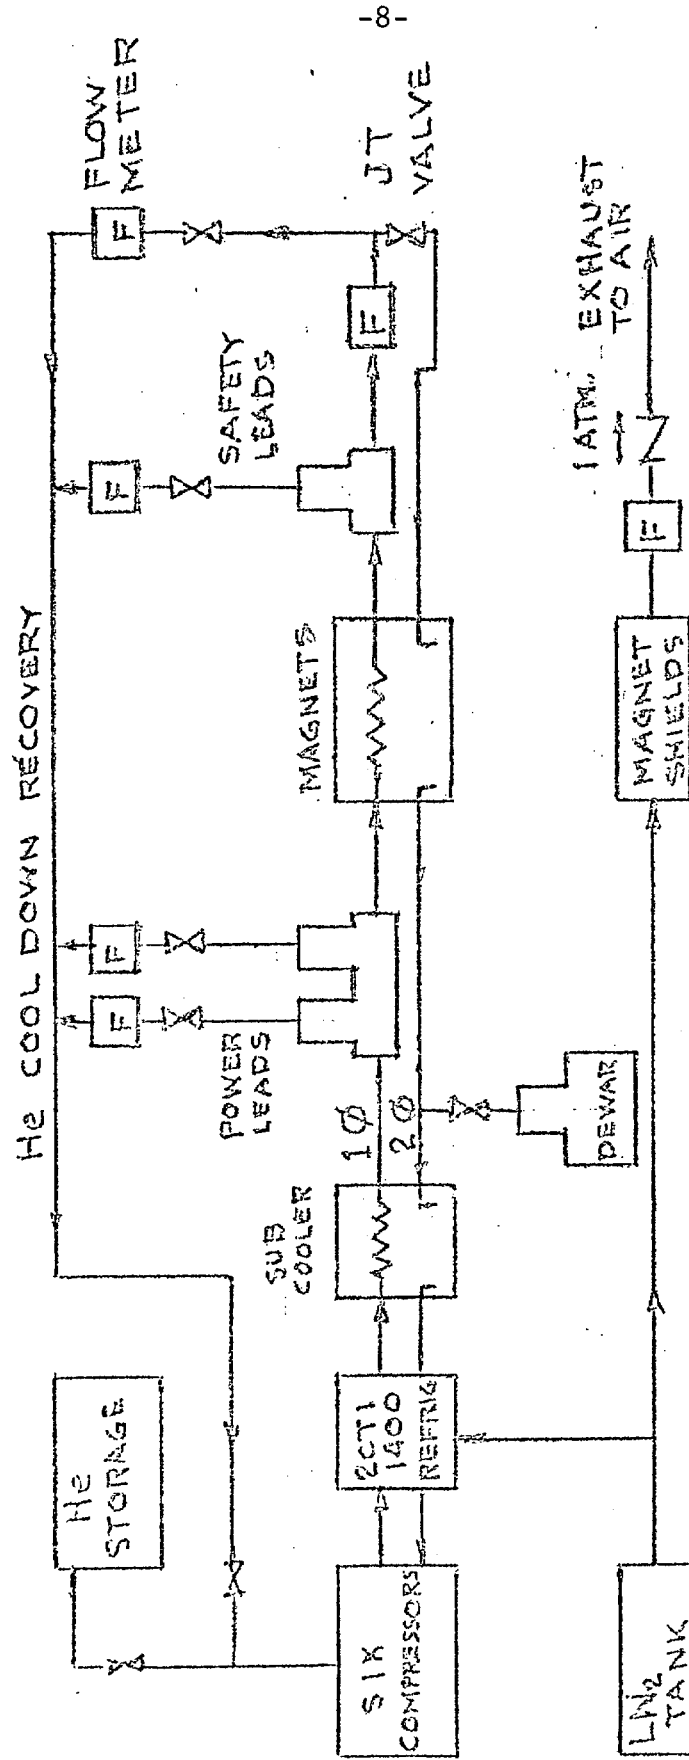 -8-
He COOL DOWN RECOVERY
FLOW
METER
F
F
F
F
He
STORAGE
POWER
LEADS
SAFETY
LEADS
F
JT
VALVE
SUB
COOLER
MAGNETS
1Ø
2Ø
SIX
COMPRESSORS
2CTI
1400
REFRIG
DEWAR
LN2
TANK
MAGNET
SHIELDS
F
1 ATM.
EXHAUST
TO AIR